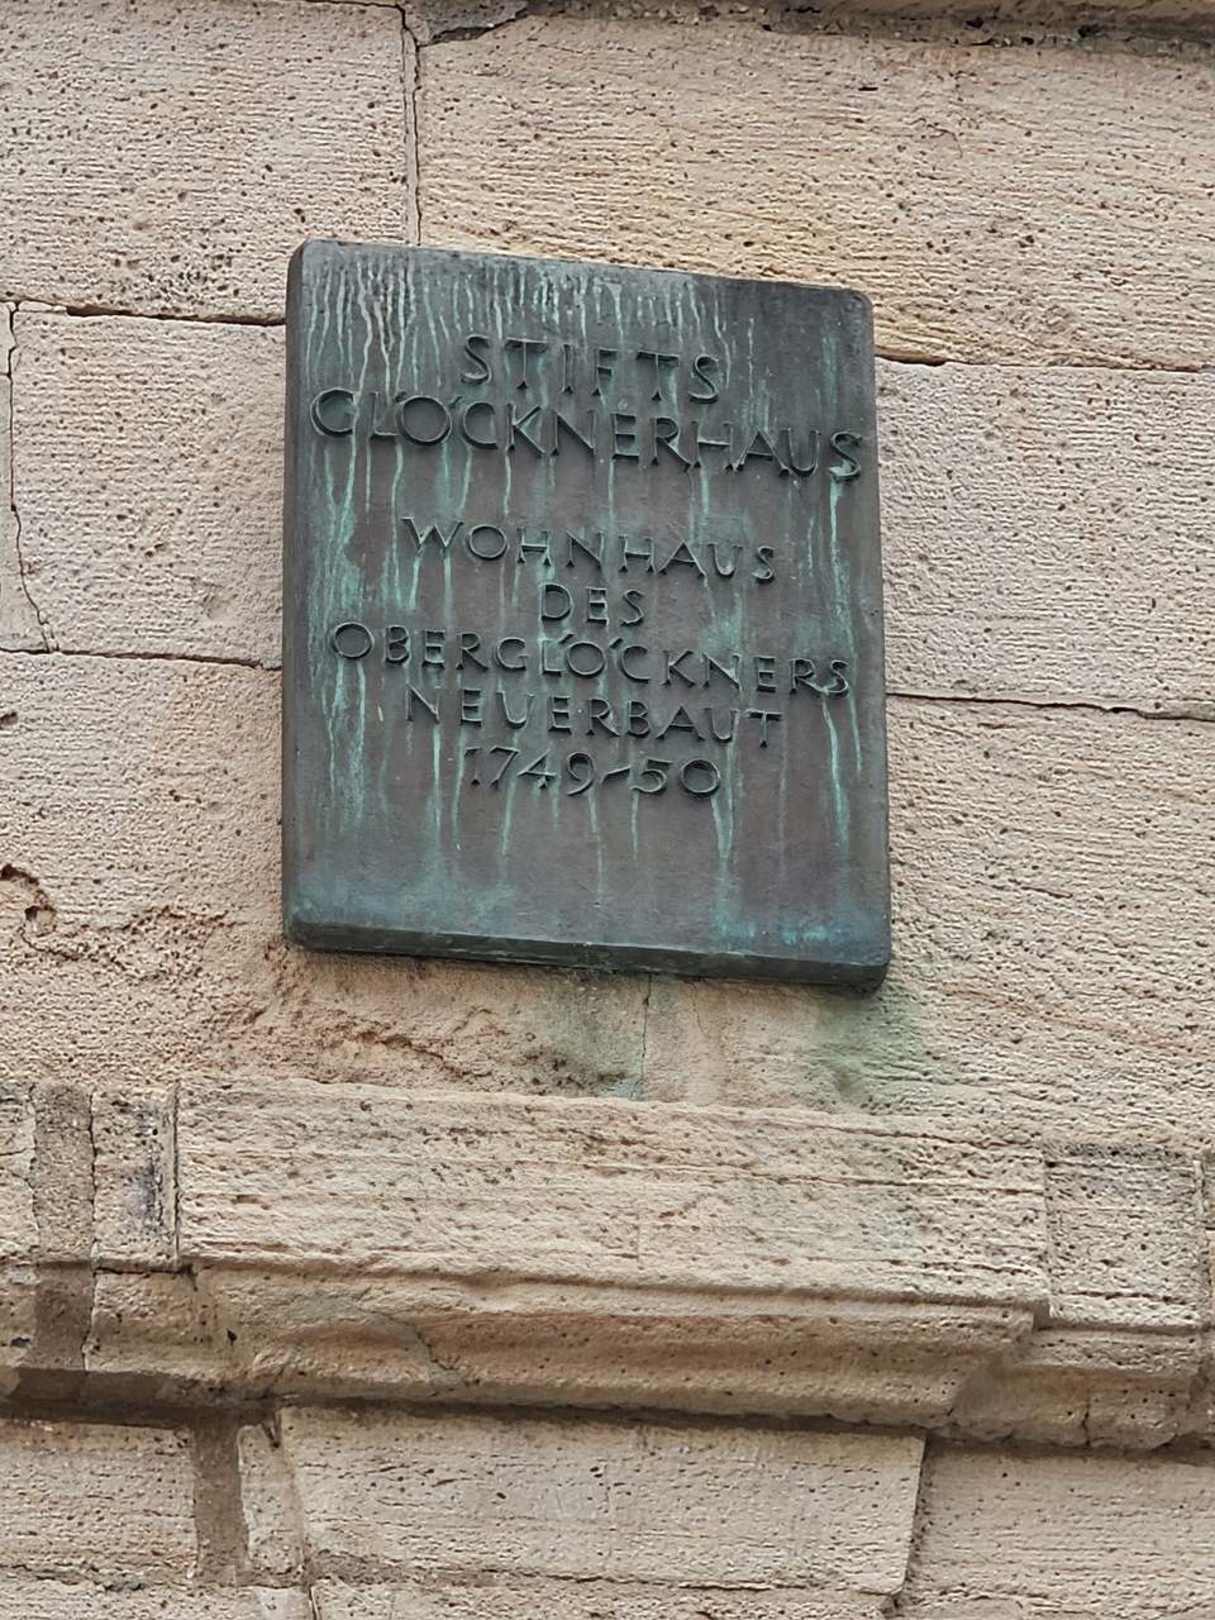 STIFTS
GLÖCKNERHAUS
WOHNHAUS
DES
OBERGLÖCKNERS
NEUERBAUT
1749-50